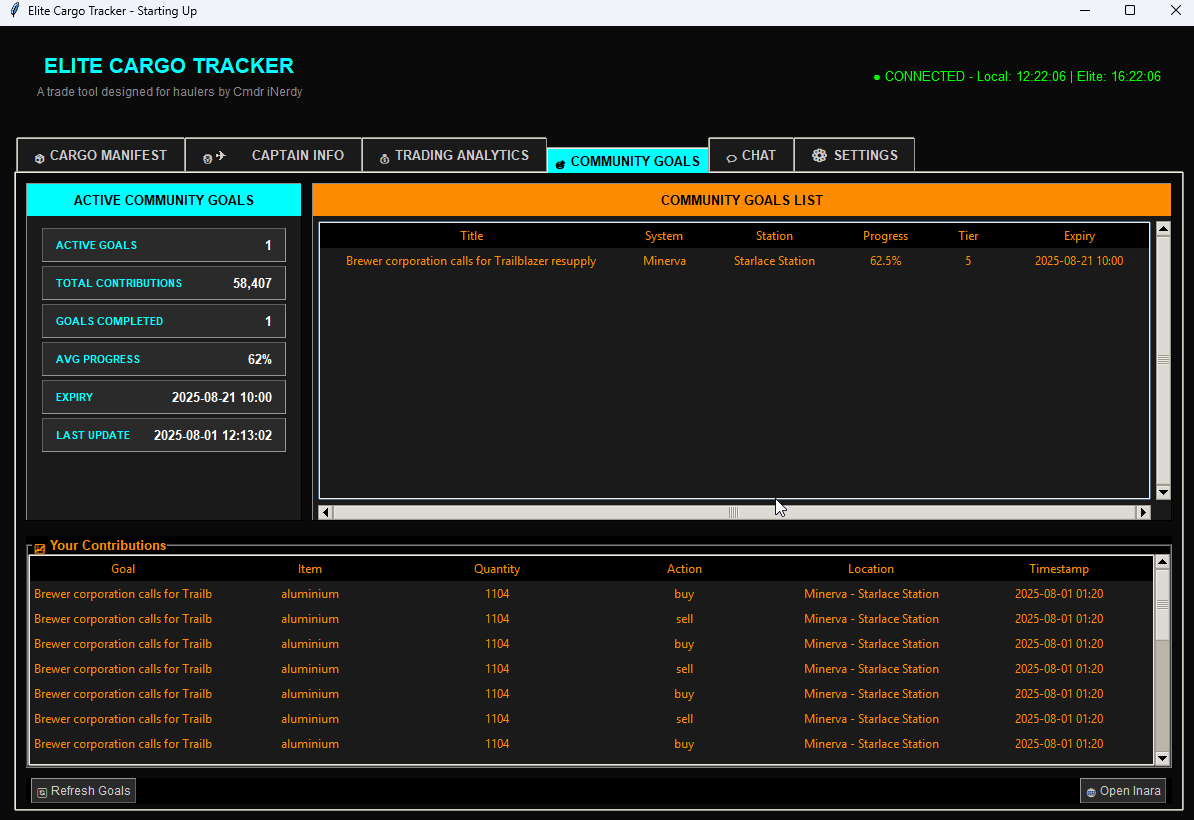 Elite Cargo Tracker - Starting Up
ELITE CARGO TRACKER
A trade tool designed for haulers by Cmdr iNerdy
● CONNECTED - Local: 12:22:06 | Elite: 16:22:06
CARGO MANIFEST CAPTAIN INFO TRADING ANALYTICS COMMUNITY GOALS CHAT SETTINGS
ACTIVE COMMUNITY GOALS
ACTIVE GOALS 1
TOTAL CONTRIBUTIONS 58,407
GOALS COMPLETED 1
AVG PROGRESS 62%
EXPIRY 2025-08-21 10:00
LAST UPDATE 2025-08-01 12:13:02
COMMUNITY GOALS LIST
Title System Station Progress Tier Expiry
Brewer corporation calls for Trailblazer resupply Minerva Starlace Station 62.5% 5 2025-08-21 10:00
Your Contributions
Goal Item Quantity Action Location Timestamp
Brewer corporation calls for Trailb aluminium 1104 buy Minerva - Starlace Station 2025-08-01 01:20
Brewer corporation calls for Trailb aluminium 1104 sell Minerva - Starlace Station 2025-08-01 01:20
Brewer corporation calls for Trailb aluminium 1104 buy Minerva - Starlace Station 2025-08-01 01:20
Brewer corporation calls for Trailb aluminium 1104 sell Minerva - Starlace Station 2025-08-01 01:20
Brewer corporation calls for Trailb aluminium 1104 buy Minerva - Starlace Station 2025-08-01 01:20
Brewer corporation calls for Trailb aluminium 1104 sell Minerva - Starlace Station 2025-08-01 01:20
Brewer corporation calls for Trailb aluminium 1104 buy Minerva - Starlace Station 2025-08-01 01:20
Refresh Goals Open Inara